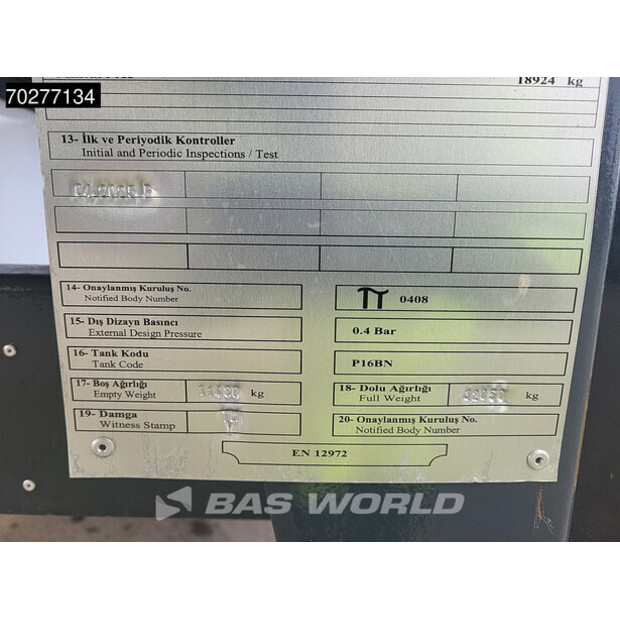 70277134
18924 kg
13- İlk ve Periyodik Kontroller
Initial and Periodic Inspections / Test
14- Onaylanmış Kuruluş No.
Notified Body Number
0408
15- Dış Dizayn Basıncı
External Design Pressure
0.4 Bar
16- Tank Kodu
Tank Code
P16BN
17- Boş Ağırlığı
Empty Weight
kg
18- Dolu Ağırlığı
Full Weight
kg
19- Damga
Witness Stamp
20- Onaylanmış Kuruluş No.
Notified Body Number
EN 12972
BAS WORLD